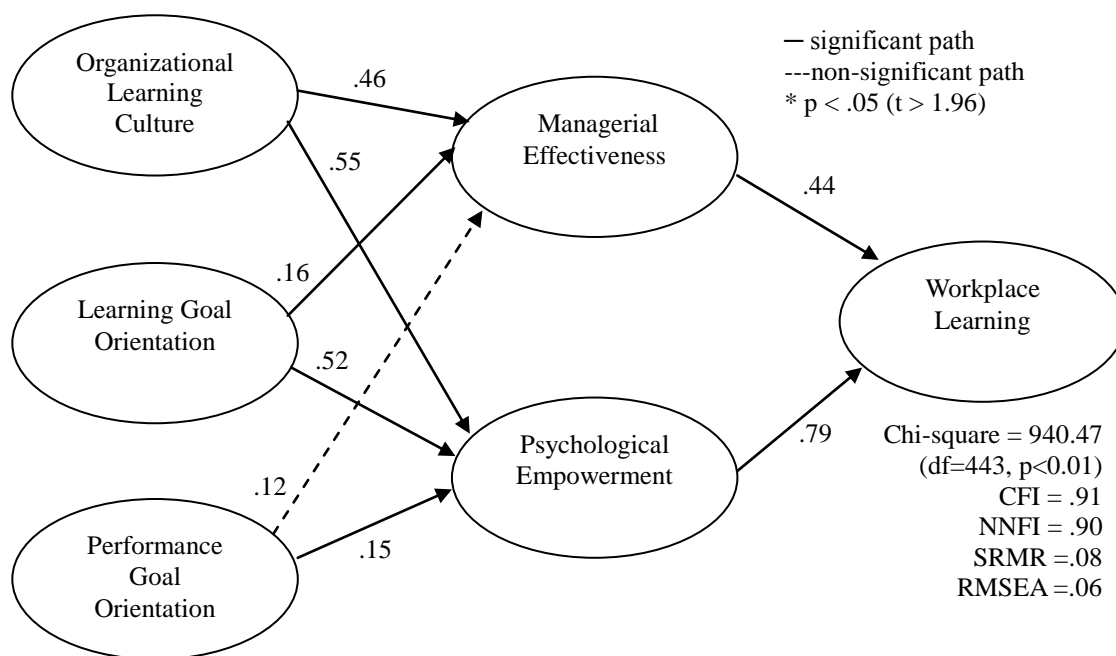 Organizational
Learning
Culture
Learning Goal
Orientation
Performance
Goal
Orientation
.46
.55
.16
.52
.12
.15
Managerial
Effectiveness
Psychological
Empowerment
.44
.79
Workplace
Learning
— significant path
---non-significant path
* p < .05 (t > 1.96)
Chi-square = 940.47
(df=443, p<0.01)
CFI = .91
NNFI = .90
SRMR =.08
RMSEA =.06